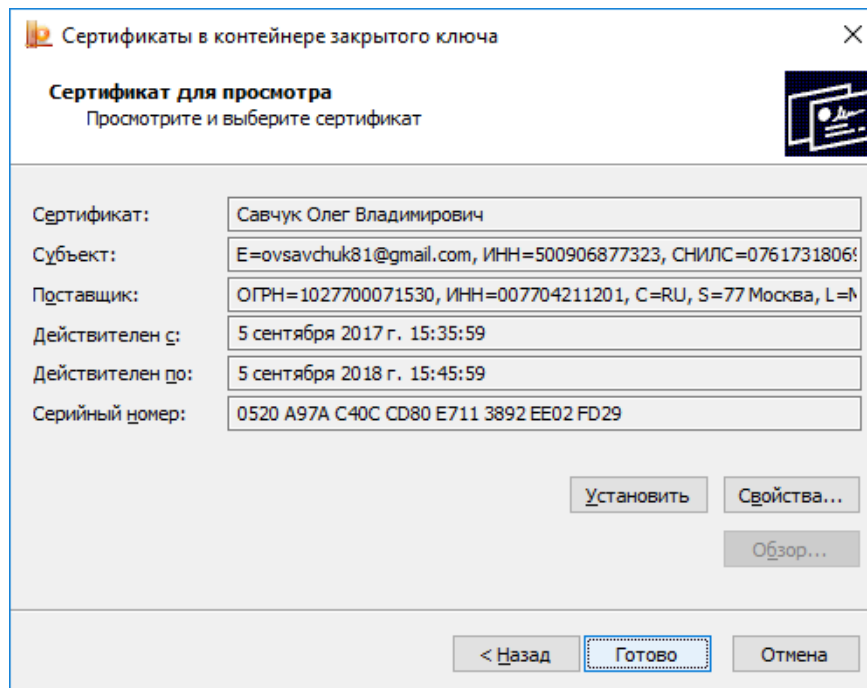 Сертификаты в контейнере закрытого ключа
Сертификат для просмотра
Просмотрите и выберите сертификат
Сертификат: Савчук Олег Владимирович
Субъект: E=ovsavchuk81@gmail.com, ИНН=500906877323, СНИЛС=0761731806
Поставщик: ОГРН=1027700071530, ИНН=007704211201, C=RU, S=77 Москва, L=
Действителен с: 5 сентября 2017 г. 15:35:59
Действителен по: 5 сентября 2018 г. 15:45:59
Серийный номер: 0520 A97A C40C CD80 E711 3892 EE02 FD29
Установить Свойства...
Обзор...
< Назад Готово Отмена